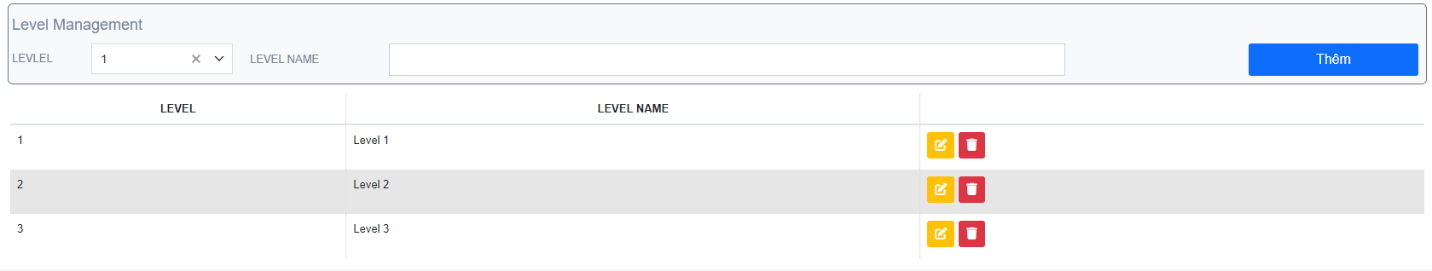 Level Management
LEVLEL 1 LEVEL NAME Thêm
LEVEL LEVEL NAME
1 Level 1
2 Level 2
3 Level 3